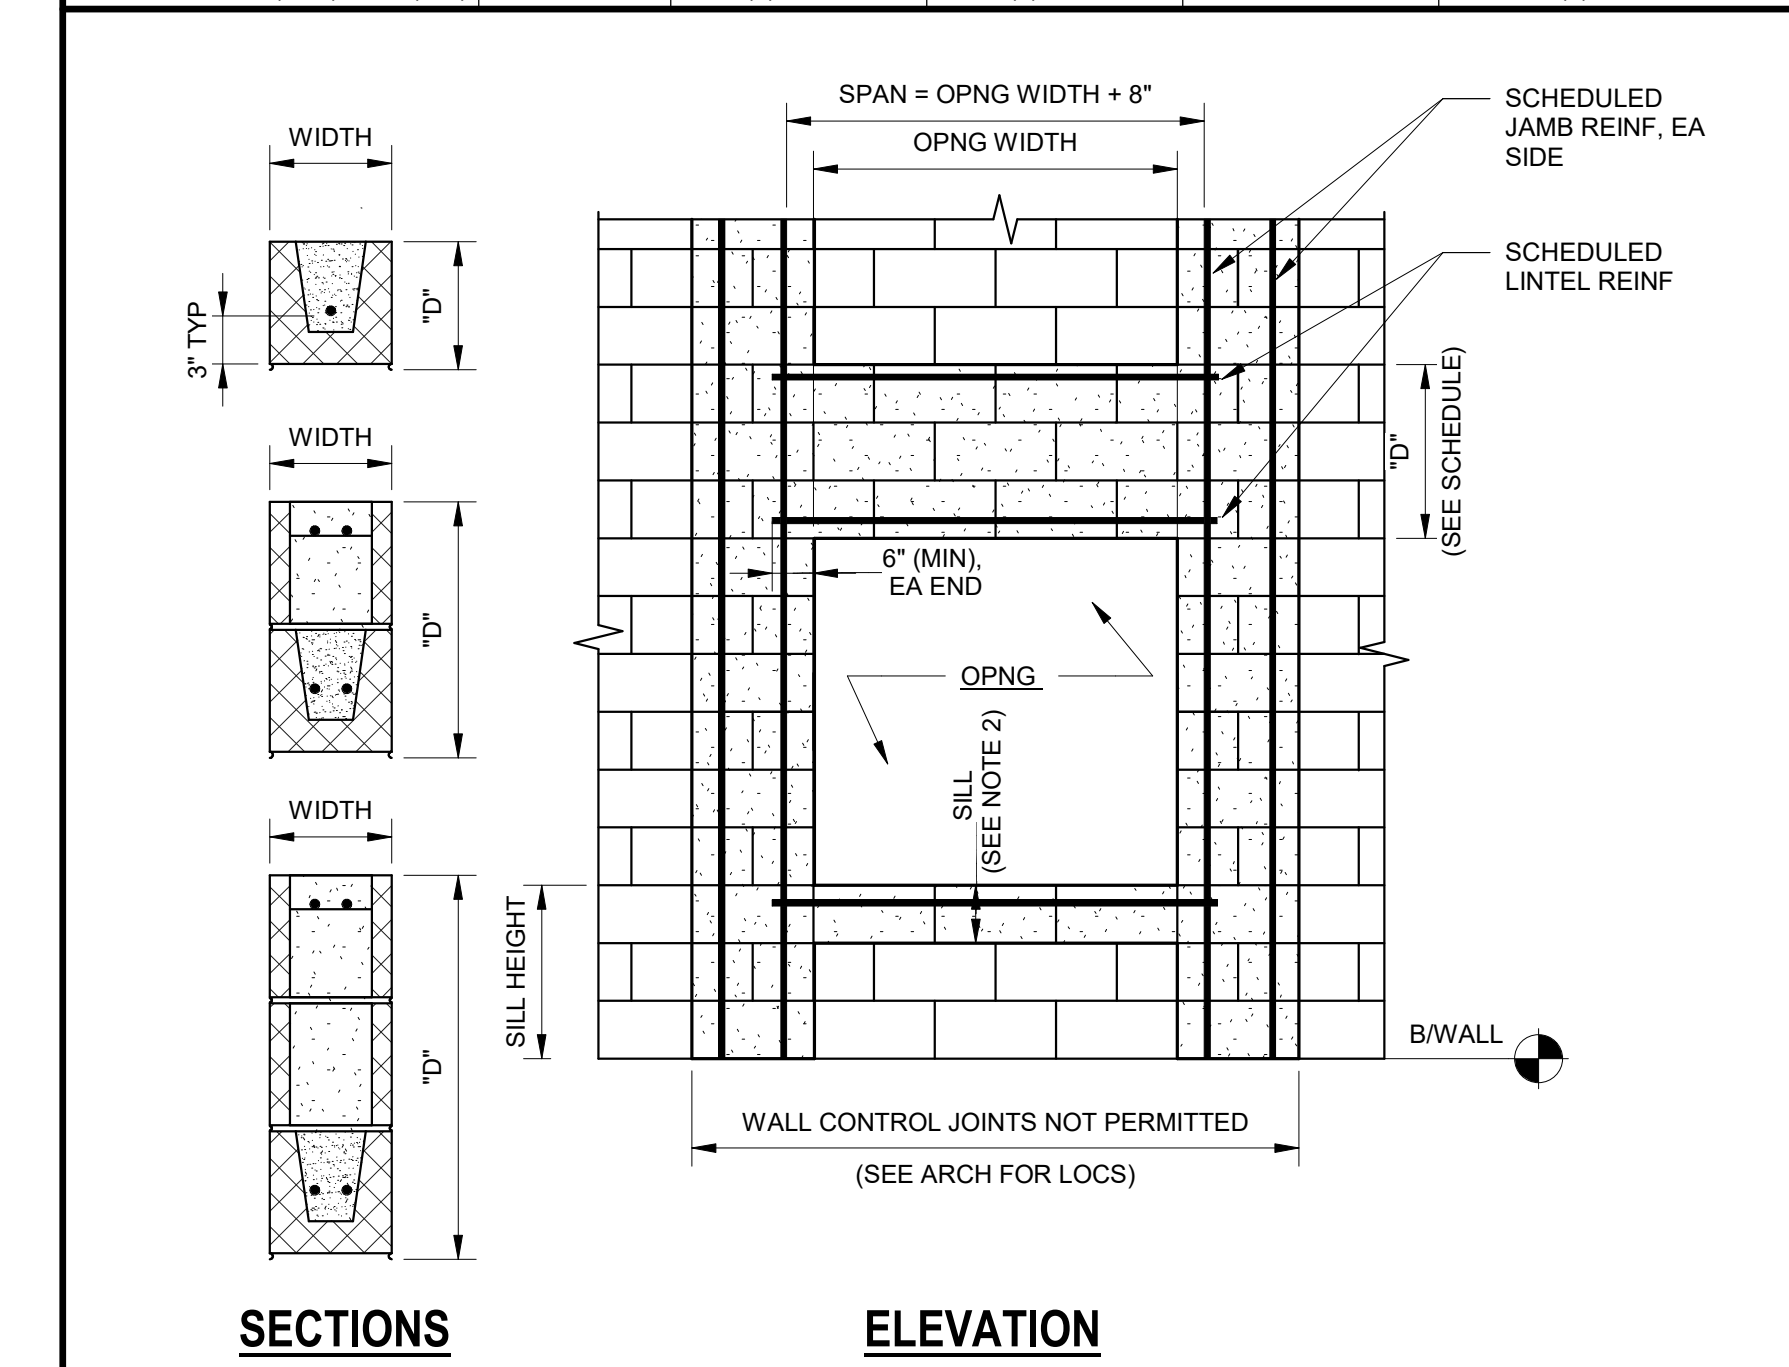 SPAN = OPNG WIDTH + 8"
OPNG WIDTH
SCHEDULED
JAMB REINF, EA
SIDE
SCHEDULED
LINTEL REINF
WIDTH
"D"
3" TYP
WIDTH
"D"
WIDTH
"D"
"D"
(SEE SCHEDULE)
6" (MIN),
EA END
OPNG
SILL
(SEE NOTE 2)
SILL HEIGHT
B/WALL
WALL CONTROL JOINTS NOT PERMITTED
(SEE ARCH FOR LOCS)
SECTIONS
ELEVATION